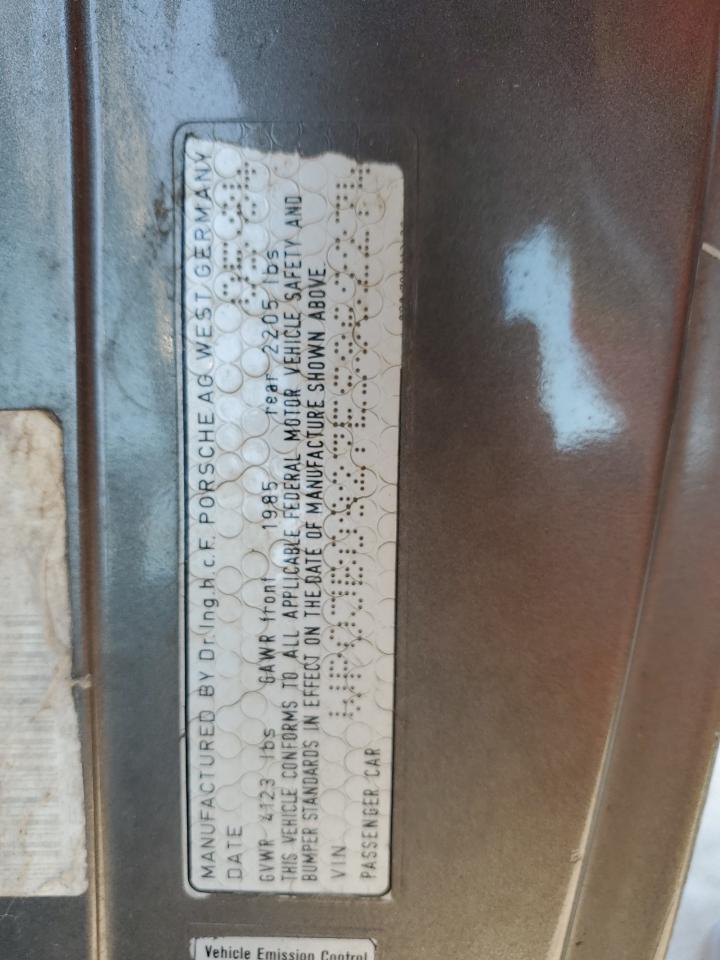 MANUFACTURED BY Dr.Ing.h.c.F. PORSCHE AG WEST GERMANY
DATE
GVWR 4123 lbs GAWR front 1985 rear 2205 lbs
THIS VEHICLE CONFORMS TO ALL APPLICABLE FEDERAL MOTOR VEHICLE SAFETY AND
BUMPER STANDARDS IN EFFECT ON THE DATE OF MANUFACTURE SHOWN ABOVE.
VIN
PASSENGER CAR
Vehicle Emission Control